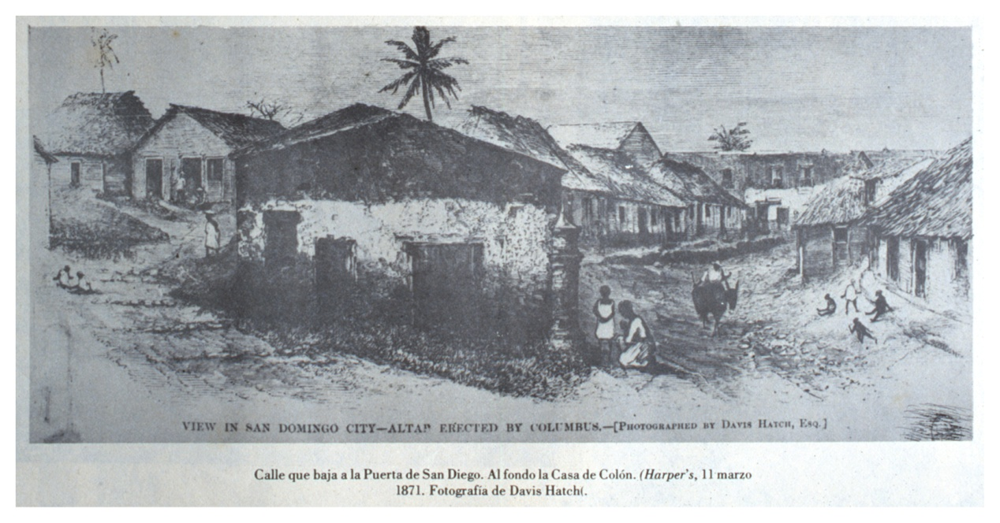 VIEW IN SAN DOMINGO CITY—ALTAR ERECTED BY COLUMBUS.—[PHOTOGRAPHED BY DAVIS HATCH, ESQ.]
Calle que baja a la Puerta de San Diego. Al fondo la Casa de Colón. (Harper's, 11 marzo
1871. Fotografía de Davis Hatch(.